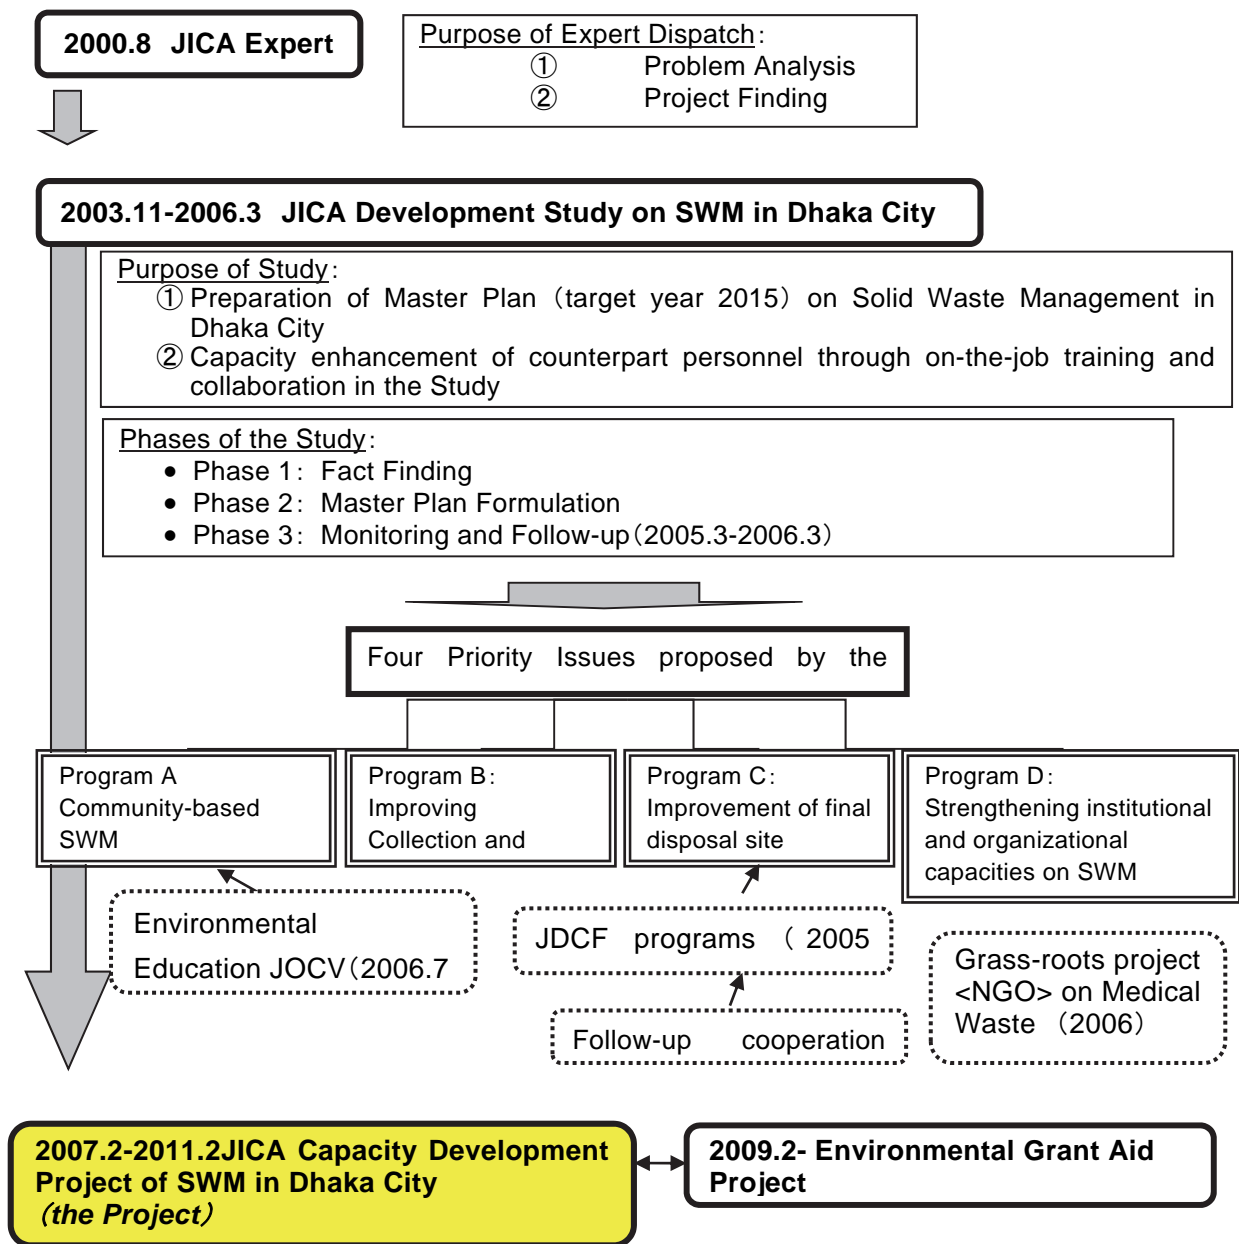 2000.8 JICA Expert
Purpose of Expert Dispatch:
① Problem Analysis
② Project Finding
2003.11-2006.3 JICA Development Study on SWM in Dhaka City
Purpose of Study:
① Preparation of Master Plan (target year 2015) on Solid Waste Management in
Dhaka City
② Capacity enhancement of counterpart personnel through on-the-job training and
collaboration in the Study
Phases of the Study:
• Phase 1: Fact Finding
• Phase 2: Master Plan Formulation
• Phase 3: Monitoring and Follow-up(2005.3-2006.3)
Four Priority Issues proposed by the
Program A
Community-based
SWM
Program B:
Improving
Collection and
Program C:
Improvement of final
disposal site
Program D:
Strengthening institutional
and organizational
capacities on SWM
Environmental
Education JOCV(2006.7
JDCF programs ( 2005
Follow-up cooperation
Grass-roots project
<NGO> on Medical
Waste (2006)
2007.2-2011.2JICA Capacity Development
Project of SWM in Dhaka City
(the Project)
2009.2- Environmental Grant Aid
Project